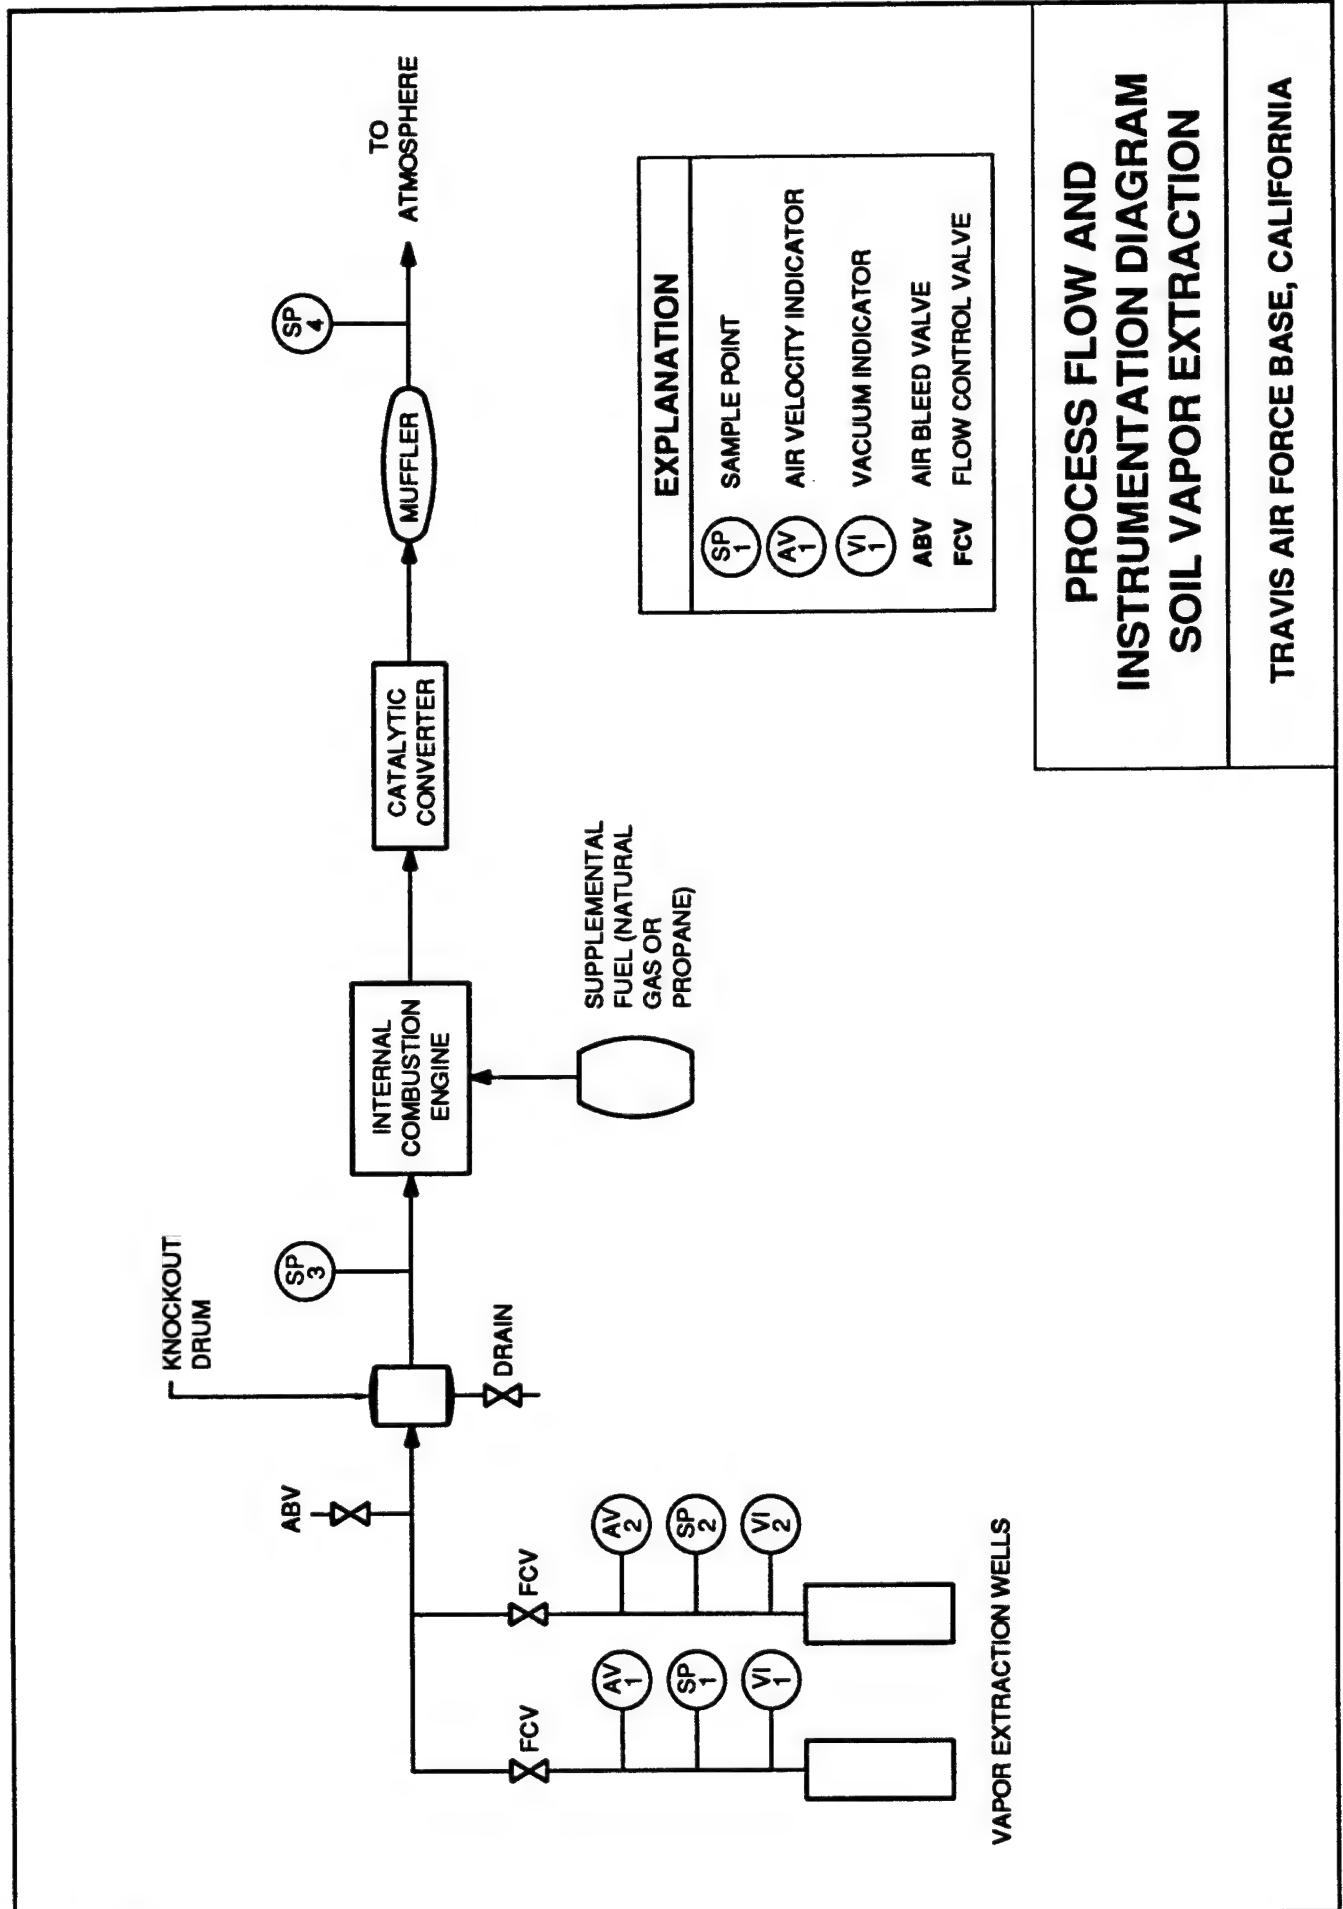 TO
ATMOSPHERE
SP
4
MUFFLER
CATALYTIC
CONVERTER
INTERNAL
COMBUSTION
ENGINE
SUPPLEMENTAL
FUEL (NATURAL
GAS OR
PROPANE)
KNOCKOUT
DRUM
SP
3
DRAIN
ABV
FCV
FCV
AV
1
SP
1
VI
1
AV
2
SP
2
VI
2
VAPOR EXTRACTION WELLS
EXPLANATION
SP
1
SAMPLE POINT
AV
1
AIR VELOCITY INDICATOR
VI
1
VACUUM INDICATOR
ABV AIR BLEED VALVE
FCV FLOW CONTROL VALVE
PROCESS FLOW AND
INSTRUMENTATION DIAGRAM
SOIL VAPOR EXTRACTION
TRAVIS AIR FORCE BASE, CALIFORNIA